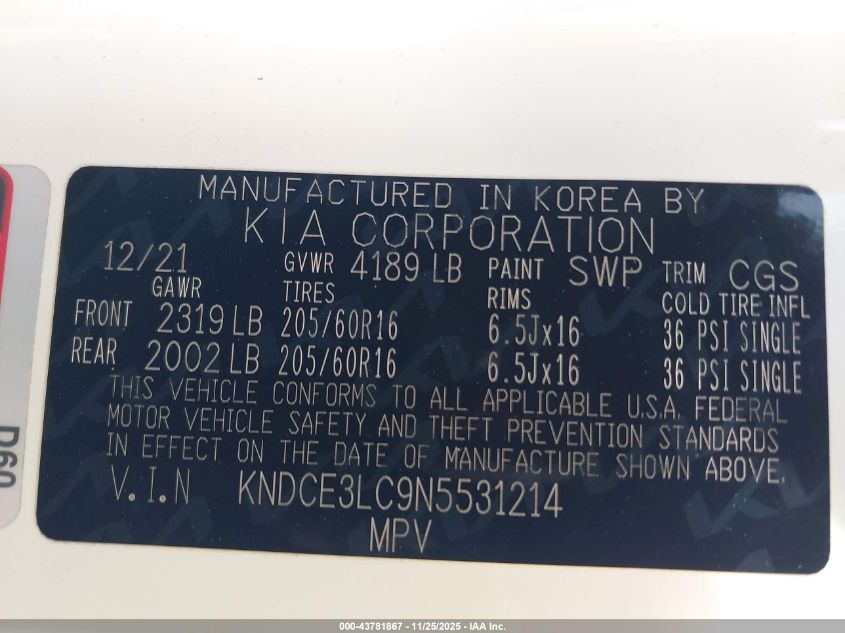 MANUFACTURED IN KOREA BY
KIA CORPORATION
12/21 GVWR 4189 LB PAINT SWP TRIM CGS
GAWR TIRES RIMS COLD TIRE INFL
FRONT 2319 LB 205/60R16 6.5Jx16 36 PSI SINGLE
REAR 2002 LB 205/60R16 6.5Jx16 36 PSI SINGLE
THIS VEHICLE CONFORMS TO ALL APPLICABLE U.S.A. FEDERAL
MOTOR VEHICLE SAFETY AND THEFT PREVENTION STANDARDS
IN EFFECT ON THE DATE OF MANUFACTURE SHOWN ABOVE.
V.I.N KNDCE3LC9N5531214
MPV
D60
000-43781867 - 11/25/2025 - IAA Inc.